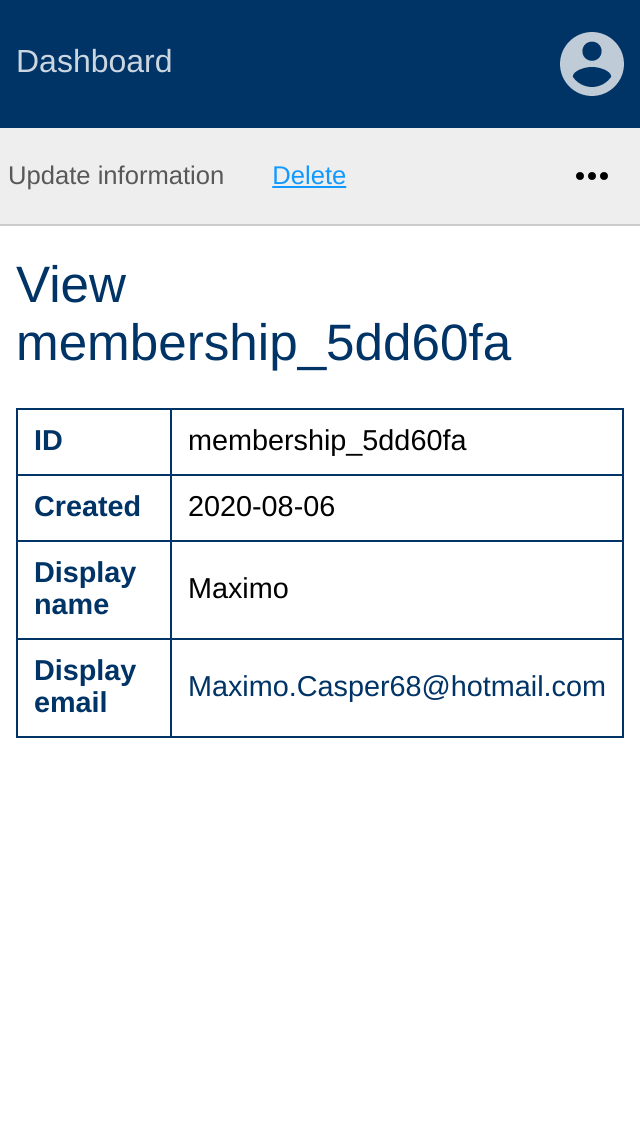 Dashboard
Update information Delete
View
membership_5dd60fa
ID membership_5dd60fa
Created 2020-08-06
Display
name
Maximo
Display
email
Maximo.Casper68@hotmail.com